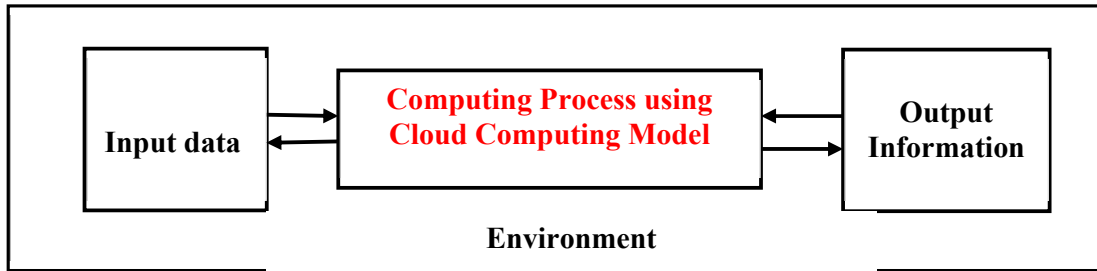 Input data
Computing Process using
Cloud Computing Model
Output
Information
Environment